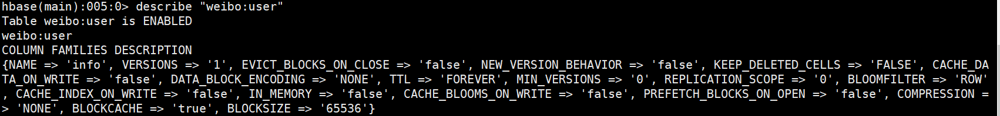 hbase(main):005:0> describe "weibo:user"
Table weibo:user is ENABLED
weibo:user
COLUMN FAMILIES DESCRIPTION
{NAME => 'info', VERSIONS => '1', EVICT_BLOCKS_ON_CLOSE => 'false', NEW_VERSION_BEHAVIOR => 'false', KEEP_DELETED_CELLS => 'FALSE', CACHE_DA
TA_ON_WRITE => 'false', DATA_BLOCK_ENCODING => 'NONE', TTL => 'FOREVER', MIN_VERSIONS => '0', REPLICATION_SCOPE => '0', BLOOMFILTER => 'ROW'
, CACHE_INDEX_ON_WRITE => 'false', IN_MEMORY => 'false', CACHE_BLOOMS_ON_WRITE => 'false', PREFETCH_BLOCKS_ON_OPEN => 'false', COMPRESSION =
> 'NONE', BLOCKCACHE => 'true', BLOCKSIZE => '65536'}